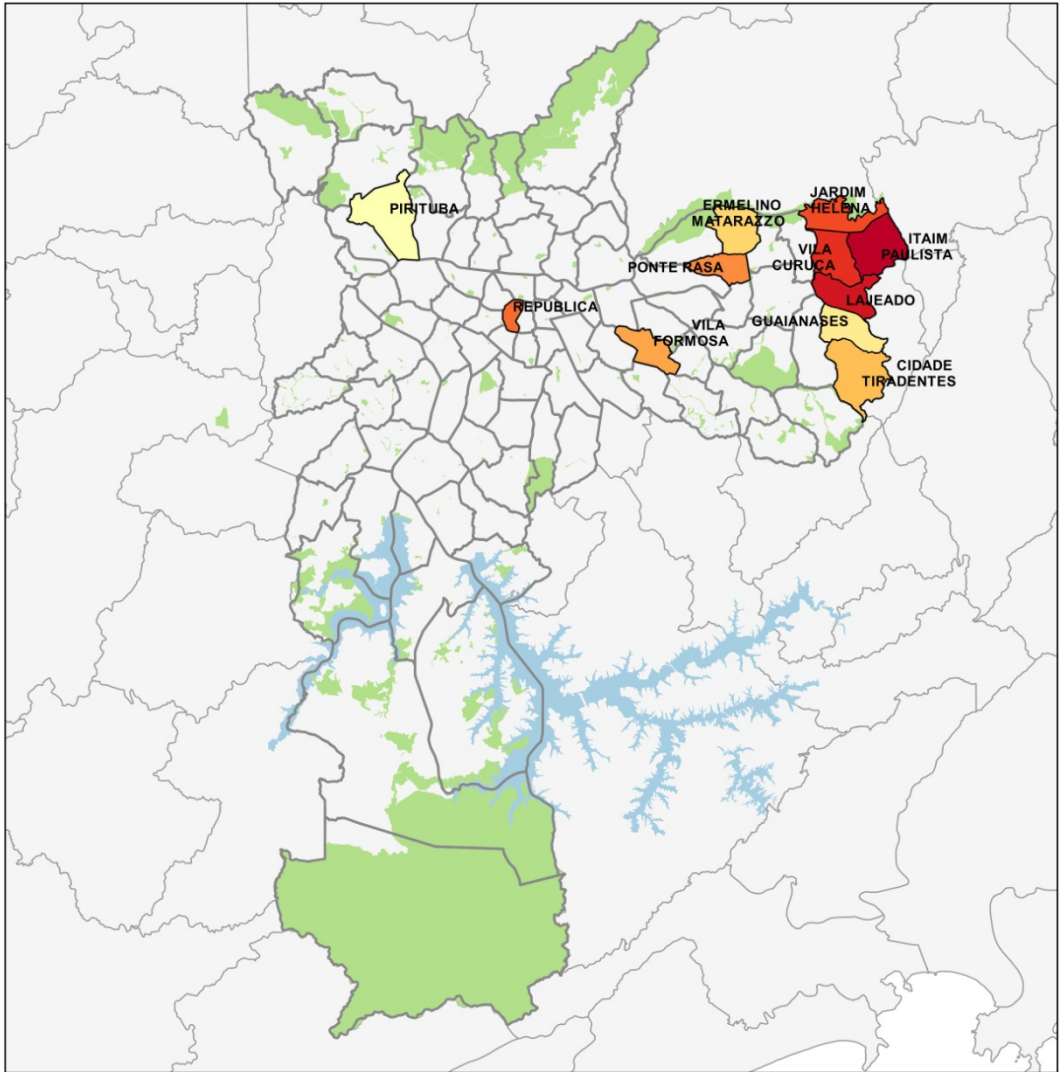 PIRITUBA
ERMELINO
MATARAZZO
JARDIM
HELENA
ITAIM
PAULISTA
VILA
CURUÇA
PONTE RASA
LAJEADO
REPUBLICA
VILA
FORMOSA
GUAIANASES
CIDADE
TIRADENTES